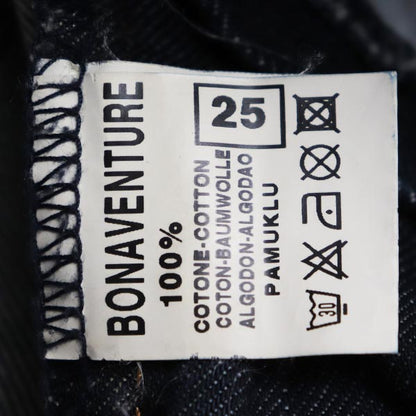 BONAVENTURE
100%
COTONE-COTTON
COTON-BAUMWOLLE
ALGODON-ALGODAO
PAMUKLU
25
30